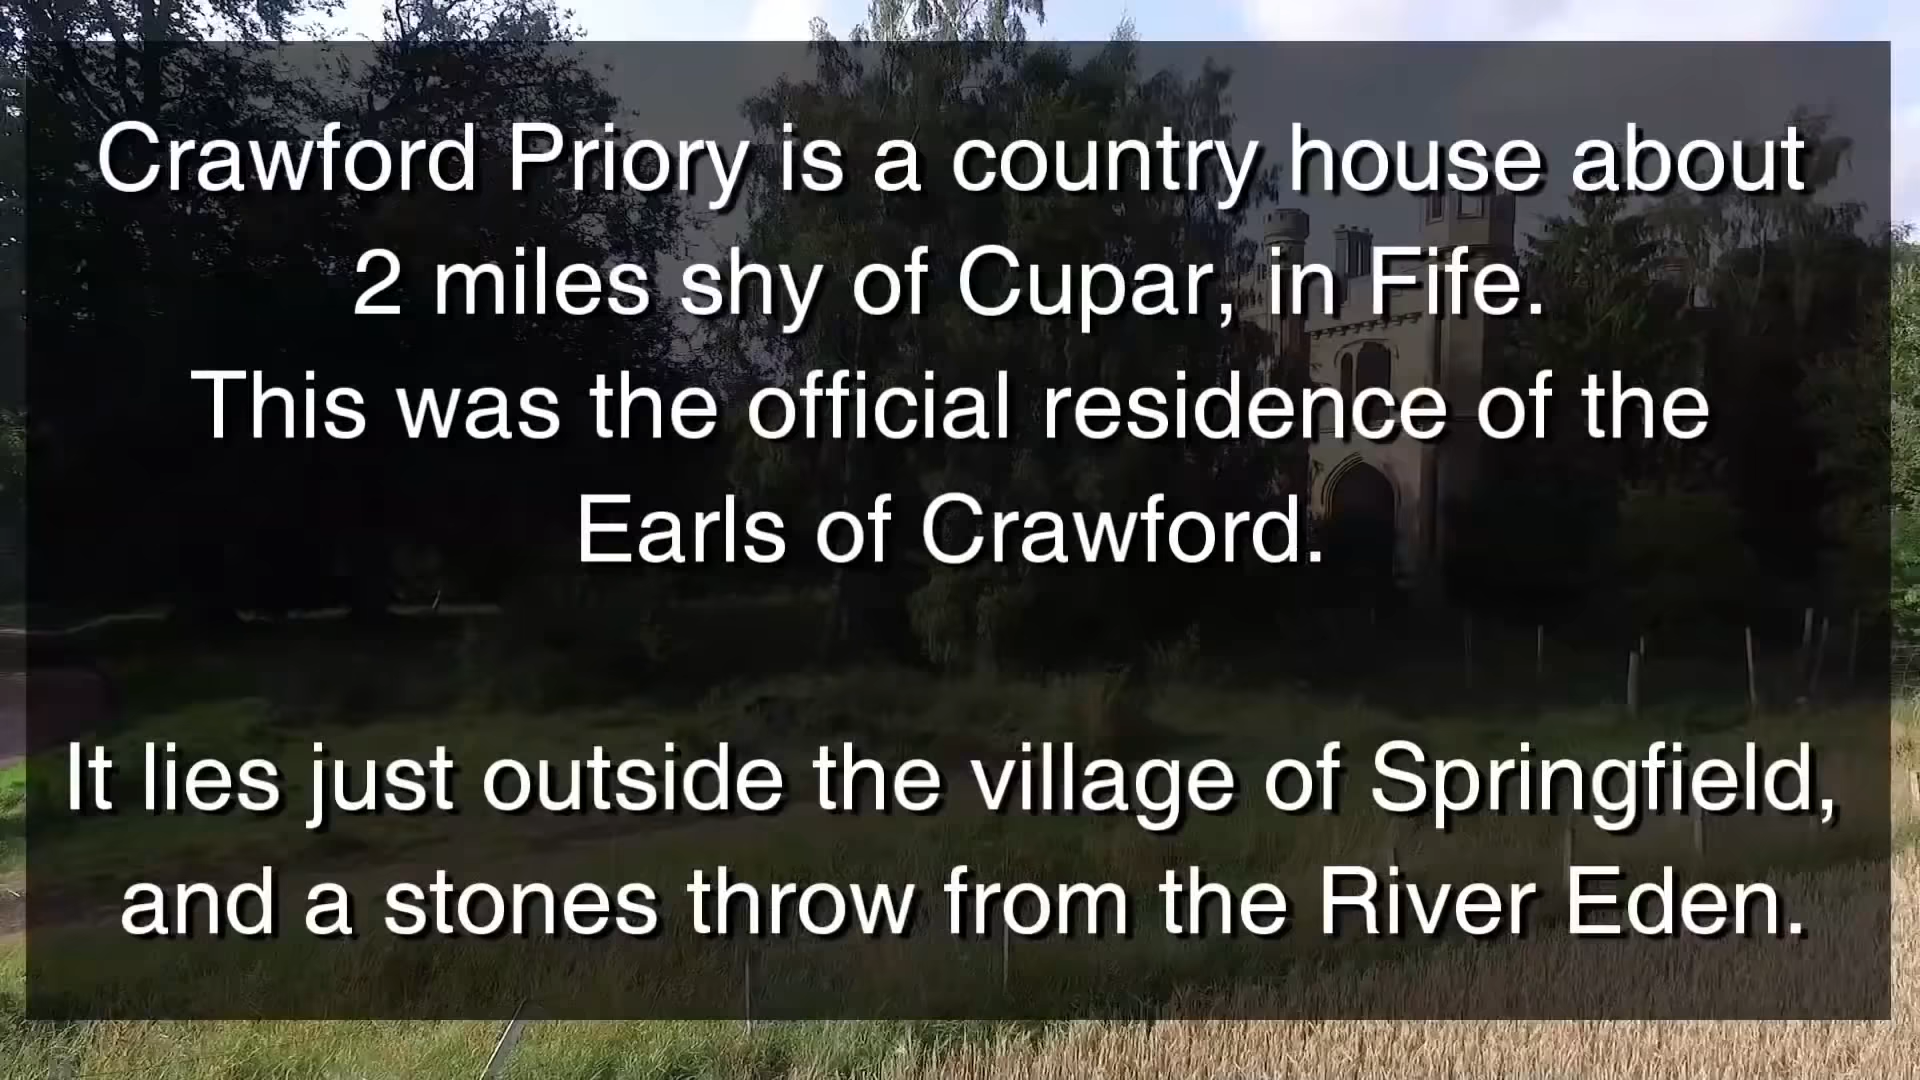 Crawford Priory is a country house about
2 miles shy of Cupar, in Fife.
This was the official residence of the
Earls of Crawford.
It lies just outside the village of Springfield,
and a stones throw from the River Eden.